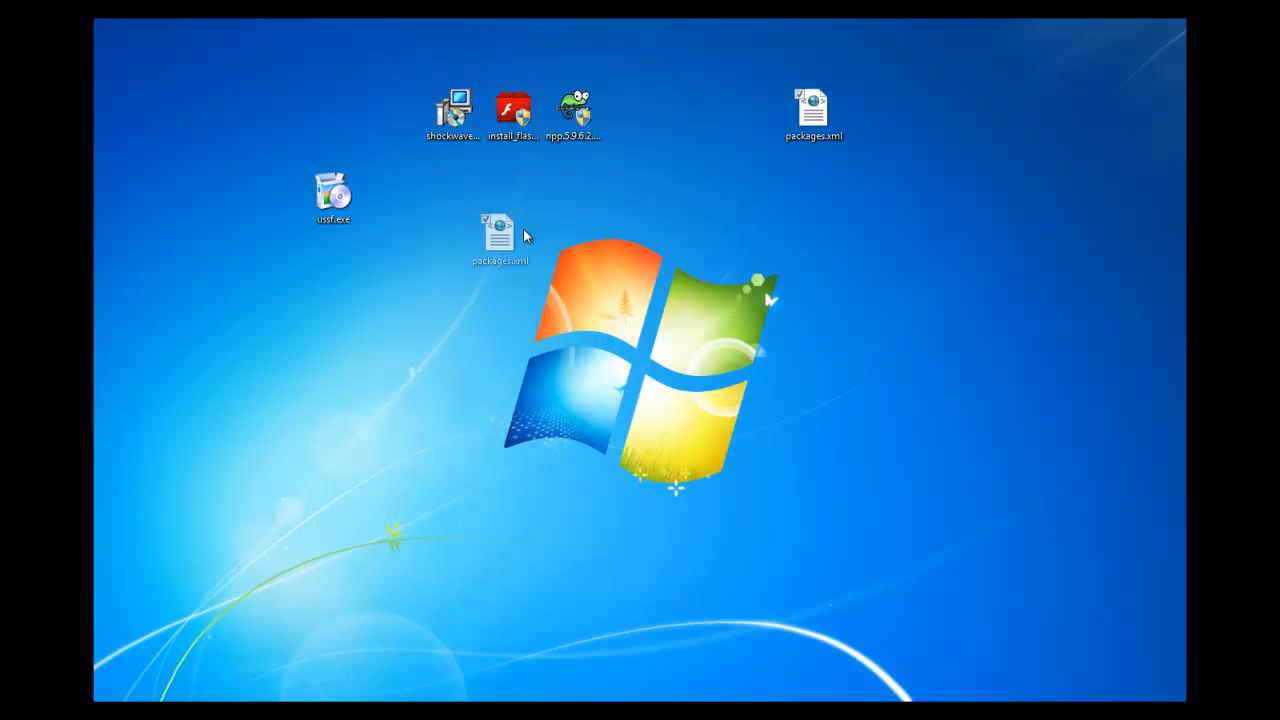 shockwave...
install_flas...
npp.5.9.6.2....
packages.xml
ussf.exe
packages.xml